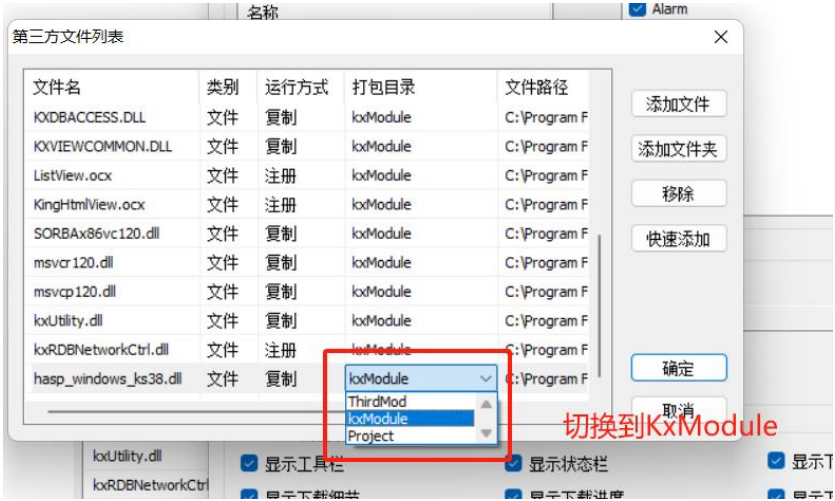 名称
Alarm
第三方文件列表
文件名 类别 运行方式 打包目录 文件路径
KXDBACCESS.DLL 文件 复制 kxModule C:\Program F
KXVIEWCOMMON.DLL 文件 复制 kxModule C:\Program F
ListView.ocx 文件 注册 kxModule C:\Program F
KingHtmlView.ocx 文件 注册 kxModule C:\Program F
SORBAx86vc120.dll 文件 复制 kxModule C:\Program F
msvcr120.dll 文件 复制 kxModule C:\Program F
msvcp120.dll 文件 复制 kxModule C:\Program F
kxUtility.dll 文件 复制 kxModule C:\Program F
kxRDBNetworkCtrl.dll 文件 注册 kxModule C:\Program F
hasp_windows_ks38.dll 文件 复制 kxModule C:\Program F
ThirdMod
kxModule
Project
添加文件
添加文件夹
移除
快速添加
确定
取消
切换到KxModule
kxUtility.dll
kxRDBNetworkCtrl
显示工具栏 显示状态栏 显示下
显示下载细节 显示下载进度